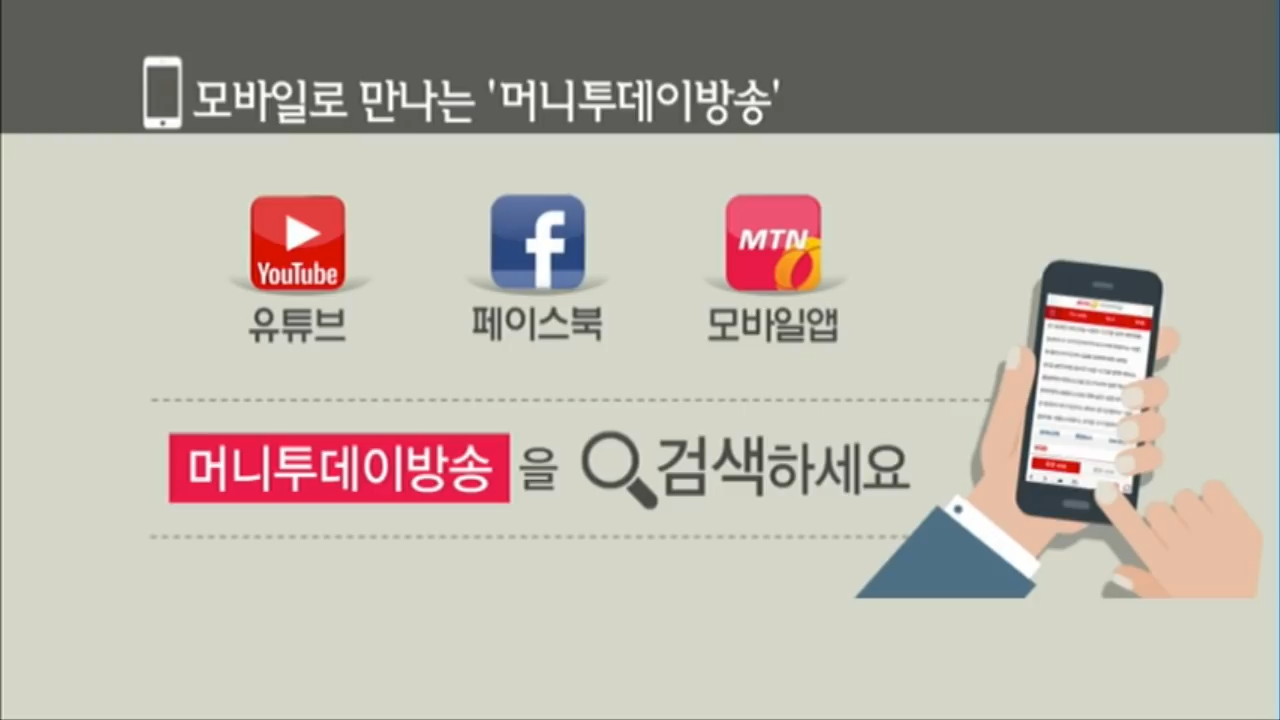 모바일로 만나는 '머니투데이방송'
YouTube
MTN
유튜브
페이스북
모바일앱
머니투데이방송 을 검색하세요